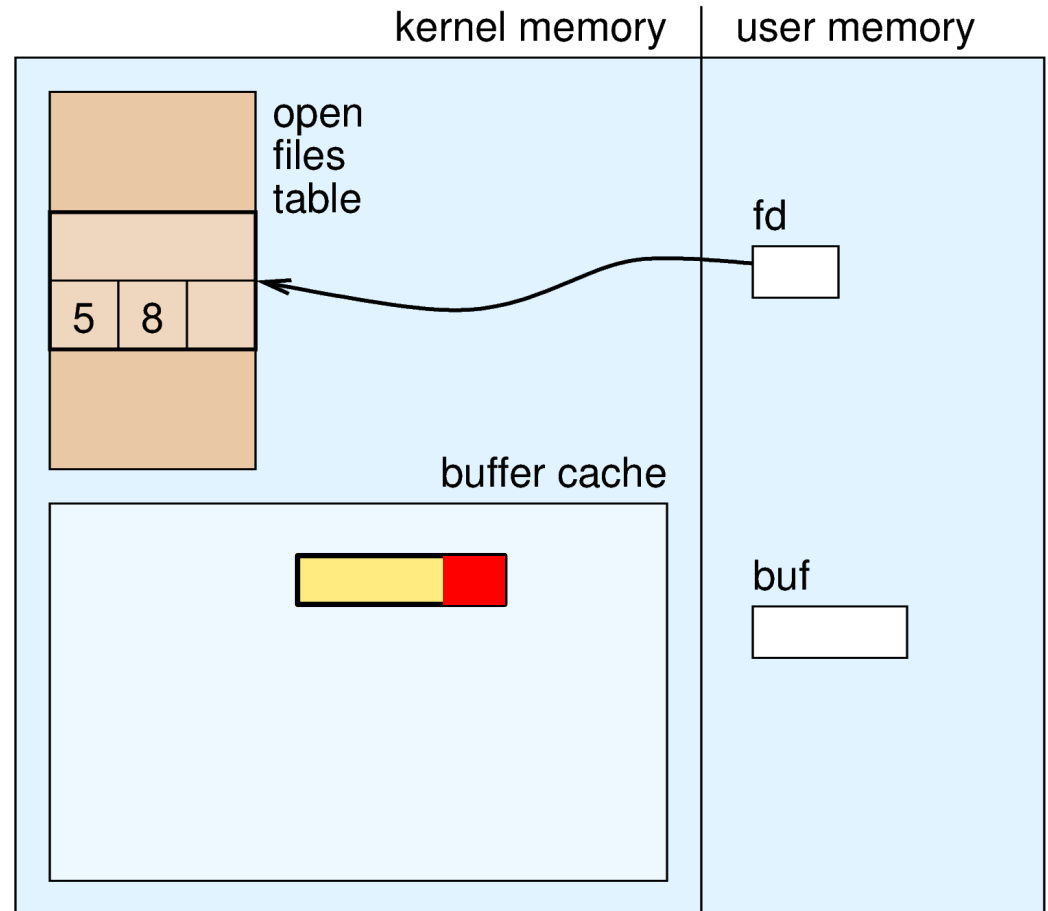 kernel memory
user memory
open
files
table
fd
5
8
buffer cache
buf